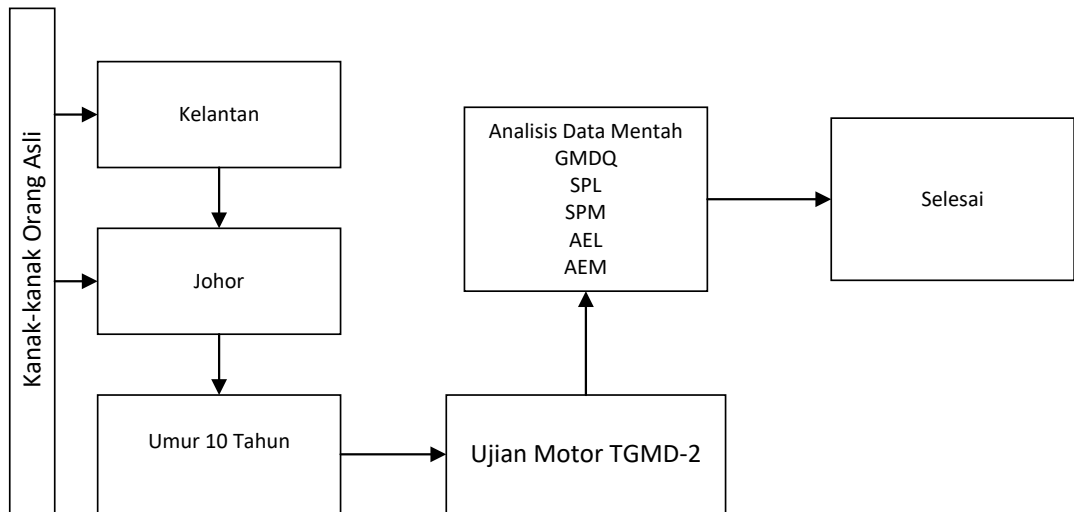 Kanak-kanak Orang Asli
Kelantan
Johor
Umur 10 Tahun
Ujian Motor TGMD-2
Analisis Data Mentah
GMDQ
SPL
SPM
AEL
AEM
Selesai